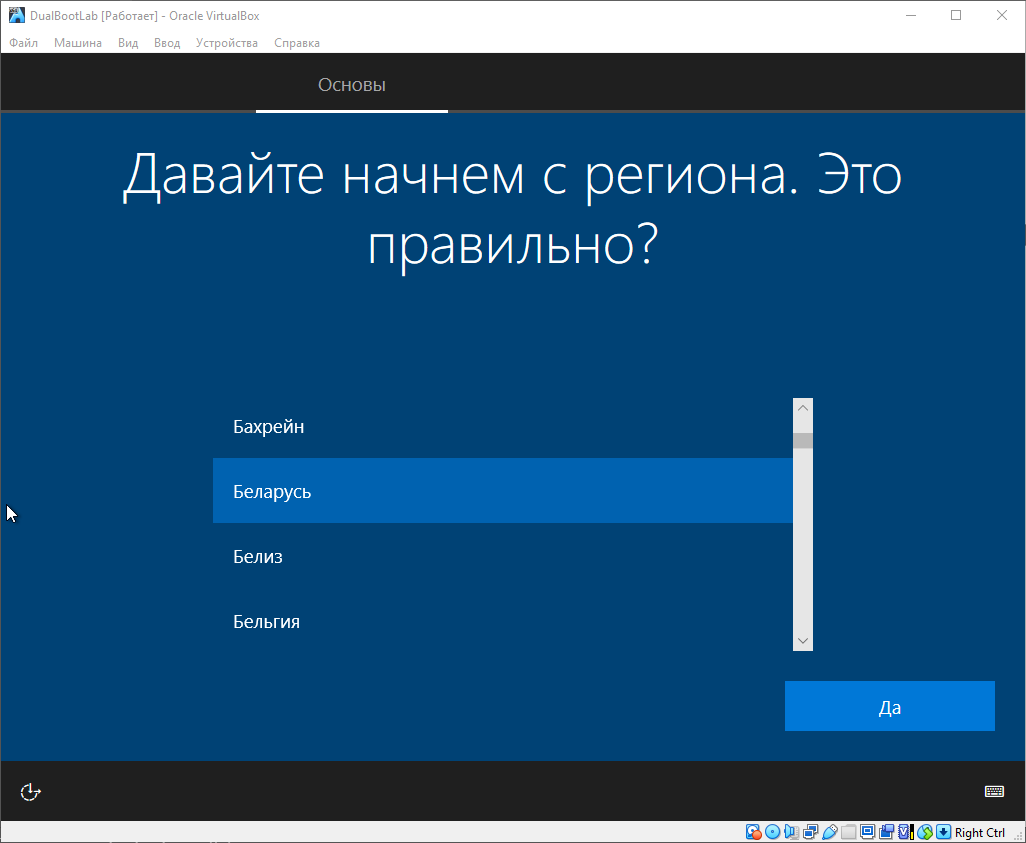 DualBootLab [Работает] - Oracle VirtualBox
Файл Машина Вид Ввод Устройства Справка
Основы
Давайте начнем с региона. Это
правильно?
Бахрейн
Беларусь
Белиз
Бельгия
Да
Right Ctrl